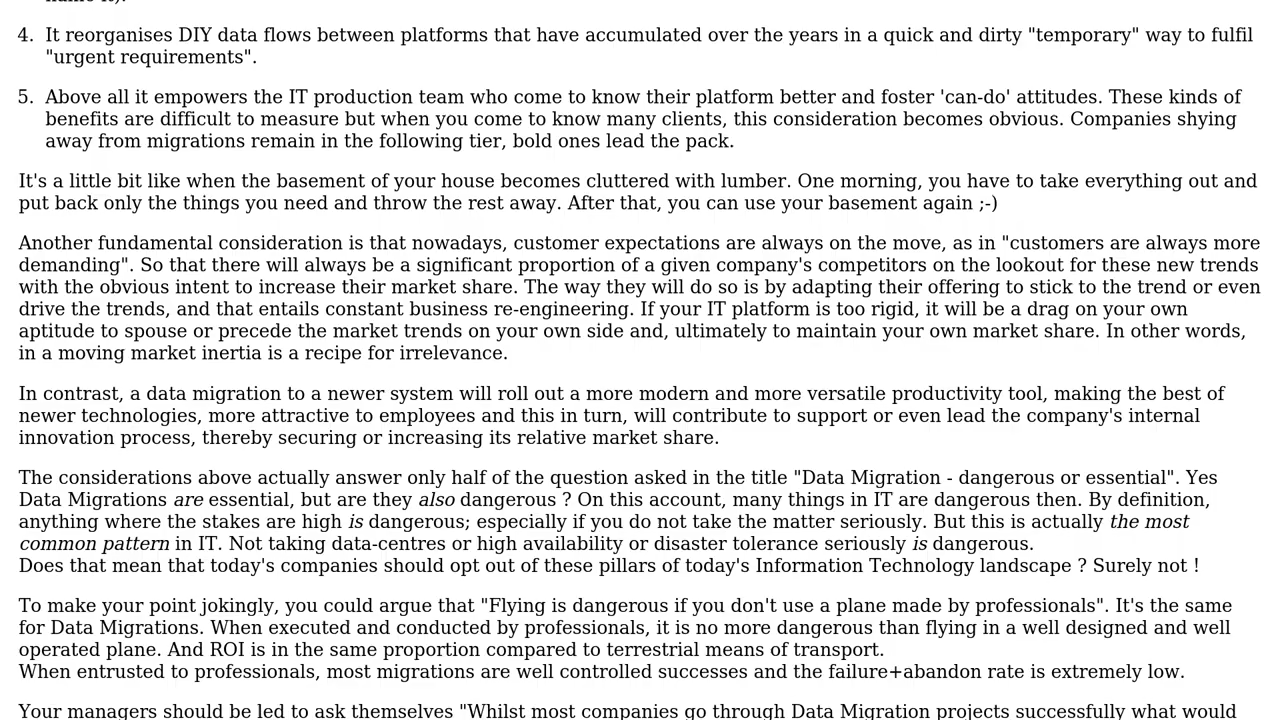 4. It reorganises DIY data flows between platforms that have accumulated over the years in a quick and dirty "temporary" way to fulfil
"urgent requirements".
5. Above all it empowers the IT production team who come to know their platform better and foster 'can-do' attitudes. These kinds of
benefits are difficult to measure but when you come to know many clients, this consideration becomes obvious. Companies shying
away from migrations remain in the following tier, bold ones lead the pack.
It's a little bit like when the basement of your house becomes cluttered with lumber. One morning, you have to take everything out and
put back only the things you need and throw the rest away. After that, you can use your basement again ;-)
Another fundamental consideration is that nowadays, customer expectations are always on the move, as in "customers are always more
demanding". So that there will always be a significant proportion of a given company's competitors on the lookout for these new trends
with the obvious intent to increase their market share. The way they will do so is by adapting their offering to stick to the trend or even
drive the trends, and that entails constant business re-engineering. If your IT platform is too rigid, it will be a drag on your own
aptitude to spouse or precede the market trends on your own side and, ultimately to maintain your own market share. In other words,
in a moving market inertia is a recipe for irrelevance.
In contrast, a data migration to a newer system will roll out a more modern and more versatile productivity tool, making the best of
newer technologies, more attractive to employees and this in turn, will contribute to support or even lead the company's internal
innovation process, thereby securing or increasing its relative market share.
The considerations above actually answer only half of the question asked in the title "Data Migration - dangerous or essential". Yes
Data Migrations are essential, but are they also dangerous ? On this account, many things in IT are dangerous then. By definition,
anything where the stakes are high is dangerous; especially if you do not take the matter seriously. But this is actually the most
common pattern in IT. Not taking data-centres or high availability or disaster tolerance seriously is dangerous.
Does that mean that today's companies should opt out of these pillars of today's Information Technology landscape ? Surely not !
To make your point jokingly, you could argue that "Flying is dangerous if you don't use a plane made by professionals". It's the same
for Data Migrations. When executed and conducted by professionals, it is no more dangerous than flying in a well designed and well
operated plane. And ROI is in the same proportion compared to terrestrial means of transport.
When entrusted to professionals, most migrations are well controlled successes and the failure+abandon rate is extremely low.
Your managers should be led to ask themselves "Whilst most companies go through Data Migration projects successfully what would